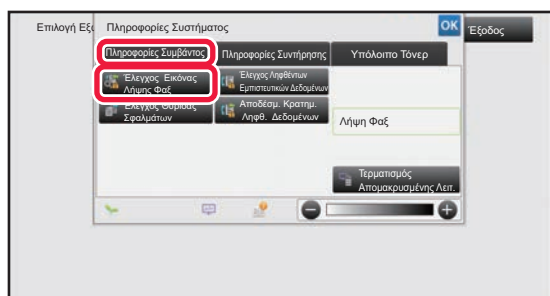 Επιλογή Εξ
Πληροφορίες Συστήματος
OK
Έξοδος
Πληροφορίες Συμβάντος
Πληροφορίες Συντήρησης
Υπόλοιπο Τόνερ
Έλεγχος Εικόνας
Λήψης Φαξ
Έλεγχος Ληφθέντων
Εμπιστευτικών Δεδομένων
Έλεγχος Θυρίδας
Σφαλμάτων
Αποδέσμ. Κρατημ.
Ληφθ. Δεδομένων
Λήψη Φαξ
Τερματισμός
Απομακρυσμένης Λειτ.